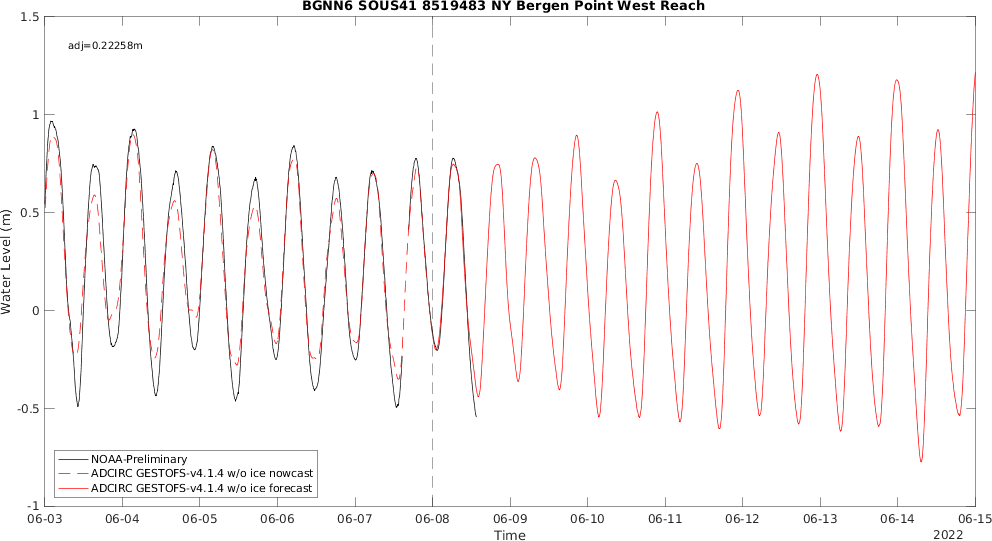 BGNN6 SOUS41 8519483 NY Bergen Point West Reach
adj=0.22258m
1.5
1
0.5
0
-0.5
-1
Water Level (m)
NOAA-Preliminary
ADCIRC GESTOFS-v4.1.4 w/o ice nowcast
ADCIRC GESTOFS-v4.1.4 w/o ice forecast
06-03 06-04 06-05 06-06 06-07 06-08 06-09 06-10 06-11 06-12 06-13 06-14 06-15
Time
2022